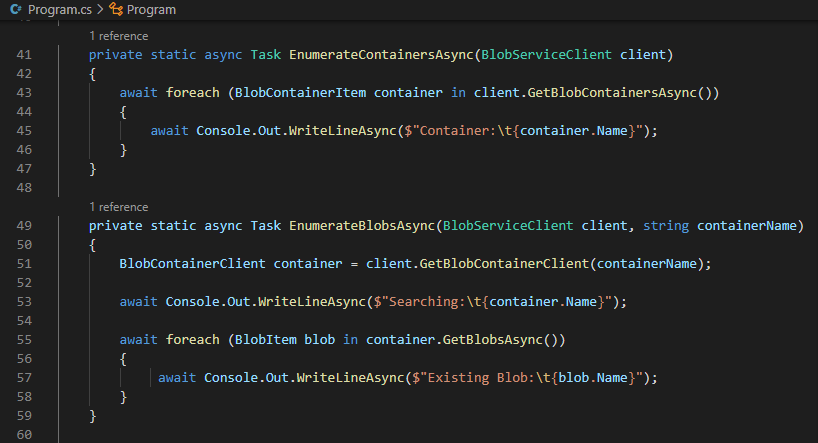 Program.cs > Program
1 reference
41 private static async Task EnumerateContainersAsync(BlobServiceClient client)
42 {
43 await foreach (BlobContainerItem container in client.GetBlobContainersAsync())
44 {
45 await Console.Out.WriteLineAsync($"Container:\t{container.Name}");
46 }
47 }
48
1 reference
49 private static async Task EnumerateBlobsAsync(BlobServiceClient client, string containerName)
50 {
51 BlobContainerClient container = client.GetBlobContainerClient(containerName);
52
53 await Console.Out.WriteLineAsync($"Searching:\t{container.Name}");
54
55 await foreach (BlobItem blob in container.GetBlobsAsync())
56 {
57 await Console.Out.WriteLineAsync($"Existing Blob:\t{blob.Name}");
58 }
59 }
60